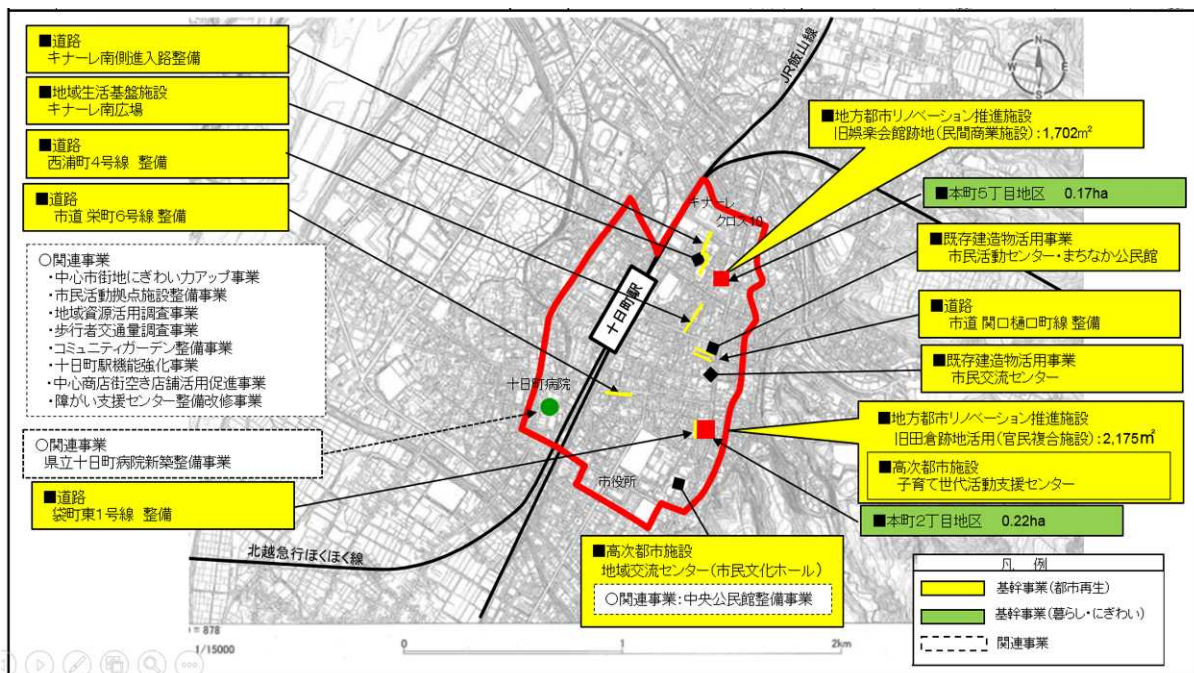 ■道路
キナーレ南側進入路整備
■地域生活基盤施設
キナーレ南広場
■道路
西浦町4号線 整備
■道路
市道 栄町6号線 整備
○関連事業
・中心市街地にぎわい力アップ事業
・市民活動拠点施設整備事業
・地域資源活用調査事業
・歩行者交通量調査事業
・コミュニティガーデン整備事業
・十日町駅機能強化事業
・中心商店街空き店舗活用促進事業
・障がい支援センター整備改修事業
○関連事業
県立十日町病院新築整備事業
■道路
袋町東1号線 整備
JR飯山線
N
W
E
S
キナーレ
クロス10
十日町駅
十日町病院
市役所
北越急行ほくほく線
■地方都市リノベーション推進施設
旧娯楽会館跡地(民間商業施設):1,702㎡
■本町5丁目地区 0.17ha
■既存建造物活用事業
市民活動センター・まちなか公民館
■道路
市道 関口樋口町線 整備
■既存建造物活用事業
市民交流センター
■地方都市リノベーション推進施設
旧田倉跡地活用(官民複合施設):2,175㎡
■高次都市施設
子育て世代活動支援センター
■本町2丁目地区 0.22ha
■高次都市施設
地域交流センター(市民文化ホール)
○関連事業:中央公民館整備事業
凡 例
基幹事業(都市再生)
基幹事業(暮らし・にぎわい)
関連事業
= 878
1/15000
0
1
2km